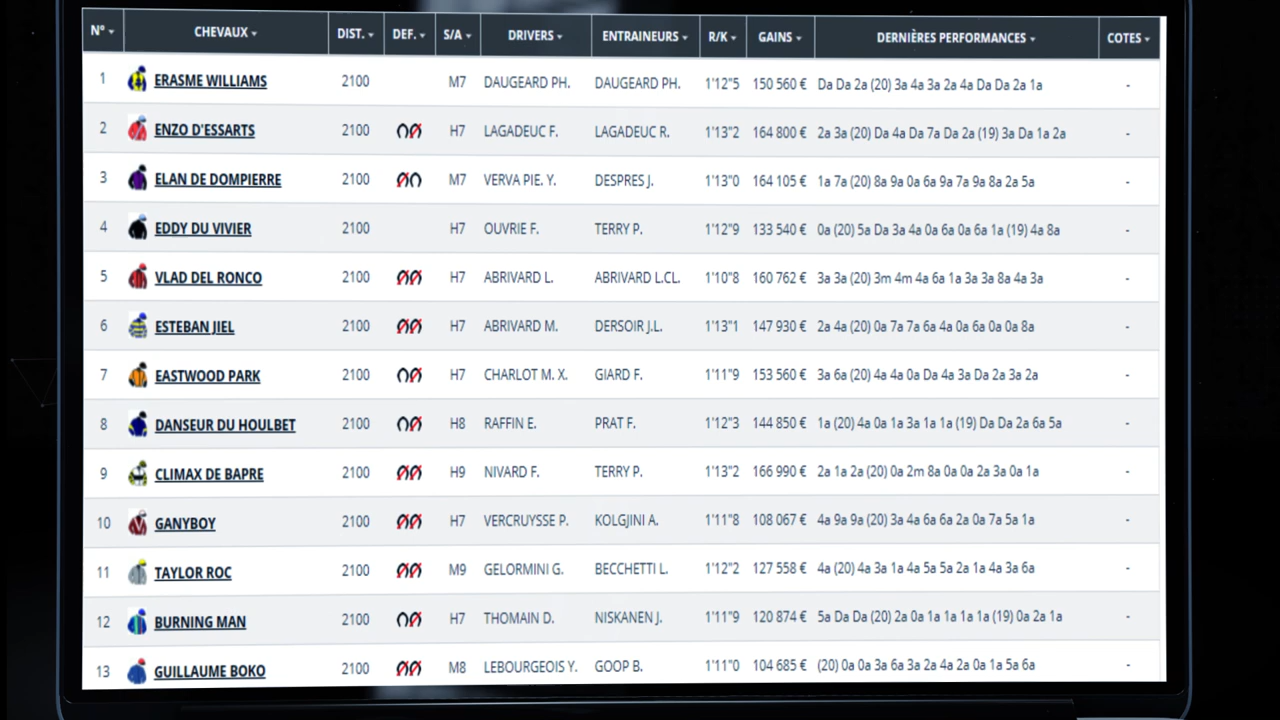 N° CHEVAUX DIST. DEF. S/A DRIVERS ENTRAINEURS R/K GAINS DERNIÈRES PERFORMANCES COTES
1 ERASME WILLIAMS 2100 M7 DAUGEARD PH. DAUGEARD PH. 1'12"5 150 560 € Da Da 2a (20) 3a 4a 3a 2a 4a Da Da 2a 1a -
2 ENZO D'ESSARTS 2100 H7 LAGADEUC F. LAGADEUC R. 1'13"2 164 800 € 2a 3a (20) Da 4a Da 7a Da 2a (19) 3a Da 1a 2a -
3 ELAN DE DOMPIERRE 2100 M7 VERVA PIE. Y. DESPRES J. 1'13"0 164 105 € 1a 7a (20) 8a 9a 0a 6a 9a 7a 9a 8a 2a 5a -
4 EDDY DU VIVIER 2100 H7 OUVRIE F. TERRY P. 1'12"9 133 540 € 0a (20) 5a Da 3a 4a 0a 6a 0a 6a 1a (19) 4a 8a -
5 VLAD DEL RONCO 2100 H7 ABRIVARD L. ABRIVARD L.CL. 1'10"8 160 762 € 3a 3a (20) 3m 4m 4a 6a 1a 3a 3a 8a 4a 3a -
6 ESTEBAN JIEL 2100 H7 ABRIVARD M. DERSOIR J.L. 1'13"1 147 930 € 2a 4a (20) 0a 7a 7a 6a 4a 0a 6a 0a 0a 8a -
7 EASTWOOD PARK 2100 H7 CHARLOT M. X. GIARD F. 1'11"9 153 560 € 3a 6a (20) 4a 4a 0a Da 4a 3a Da 2a 3a 2a -
8 DANSEUR DU HOULBET 2100 H8 RAFFIN E. PRAT F. 1'12"3 144 850 € 1a (20) 4a 0a 1a 3a 1a 1a (19) Da Da 2a 6a 5a -
9 CLIMAX DE BAPRE 2100 H9 NIVARD F. TERRY P. 1'13"2 166 990 € 2a 1a 2a (20) 0a 2m 8a 0a 0a 2a 3a 0a 1a -
10 GANYBOY 2100 H7 VERCRUYSSE P. KOLGJINI A. 1'11"8 108 067 € 4a 9a 9a (20) 3a 4a 6a 6a 2a 0a 7a 5a 1a -
11 TAYLOR ROC 2100 M9 GELORMINI G. BECCHETTI L. 1'12"2 127 558 € 4a (20) 4a 3a 1a 4a 5a 5a 2a 1a 4a 3a 6a -
12 BURNING MAN 2100 H7 THOMAIN D. NISKANEN J. 1'11"9 120 874 € 5a Da Da (20) 2a 0a 1a 1a 1a 1a (19) 0a 2a 1a -
13 GUILLAUME BOKO 2100 M8 LEBOURGEOIS Y. GOOP B. 1'11"0 104 685 € (20) 0a 0a 3a 6a 3a 2a 4a 2a 0a 1a 5a 6a -